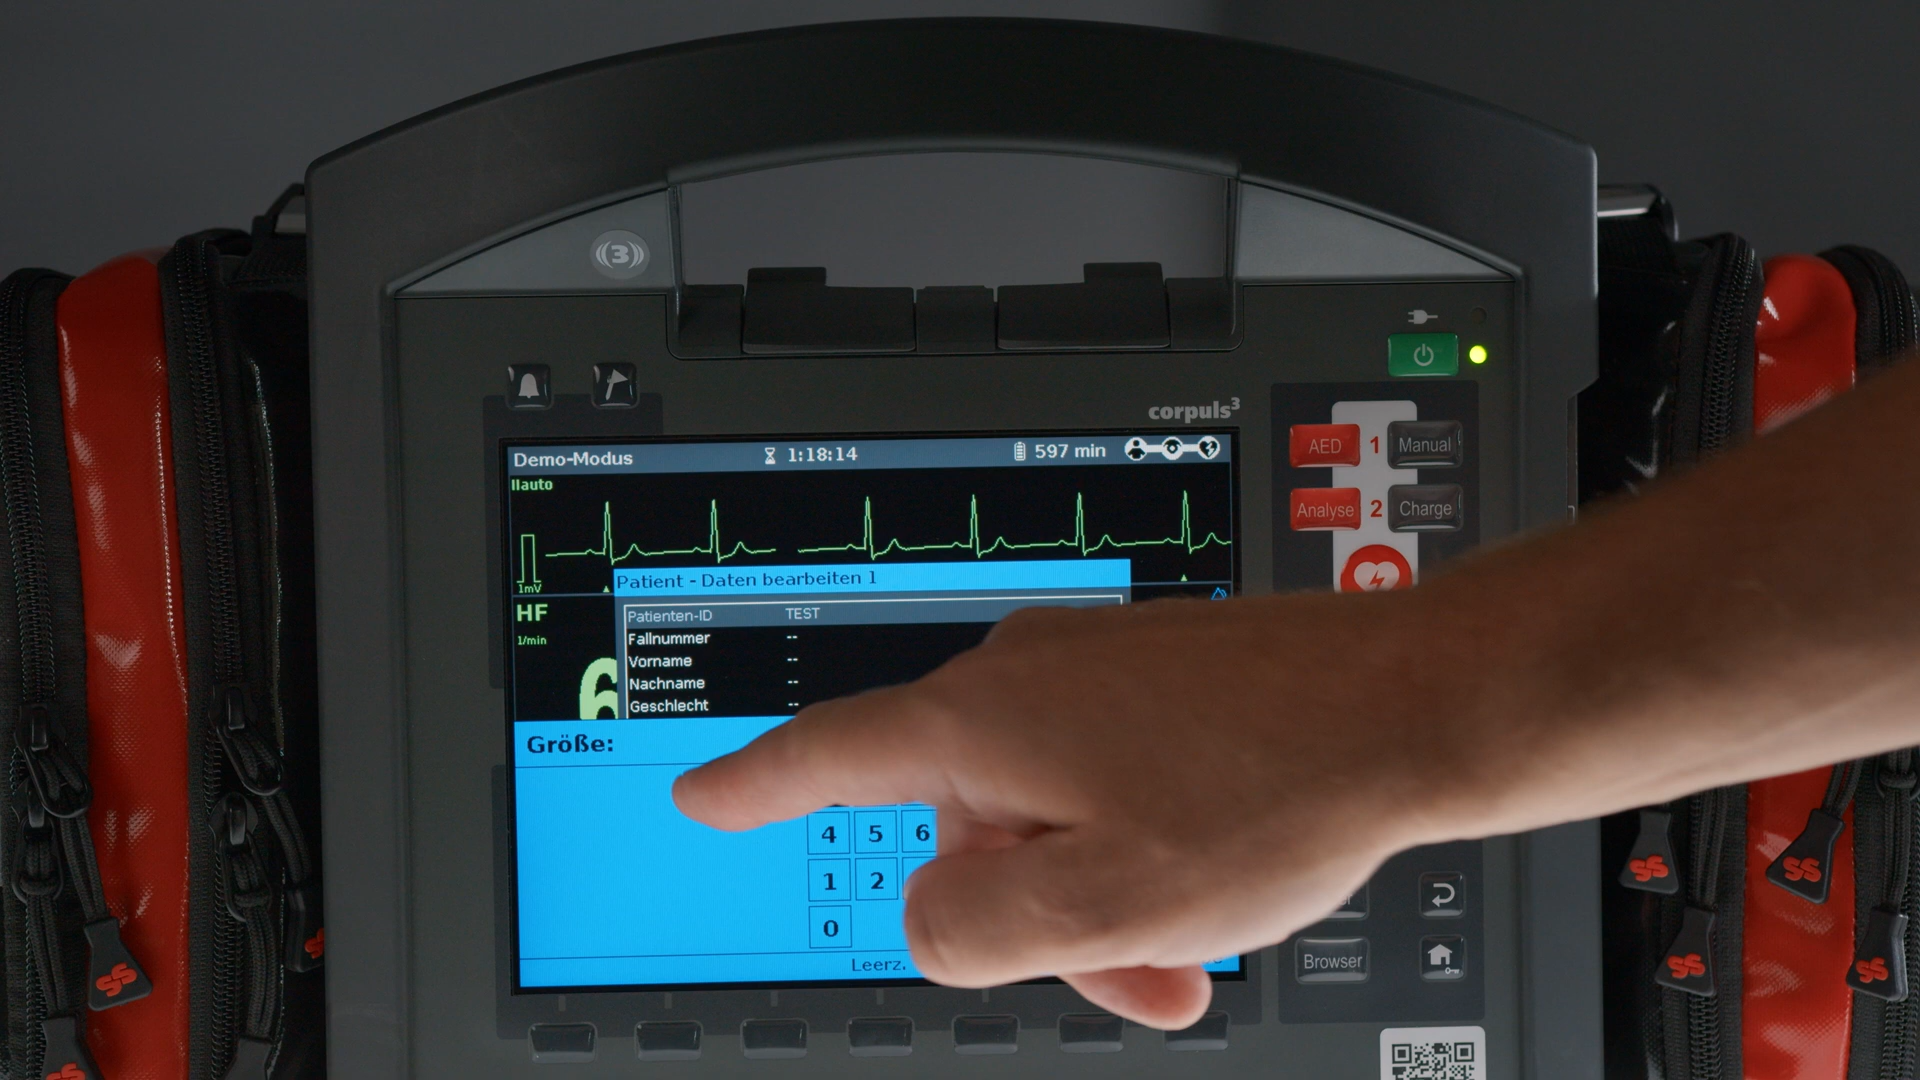 3
corpuls3
Demo-Modus 1:18:14 597 min
IIauto
1mV
HF
1/min
6
Patient - Daten bearbeiten 1
Patienten-ID TEST
Fallnummer --
Vorname --
Nachname --
Geschlecht --
Größe:
4 5 6
1 2
0
Leerz.
AED 1 Manual
Analyse 2 Charge
Browser